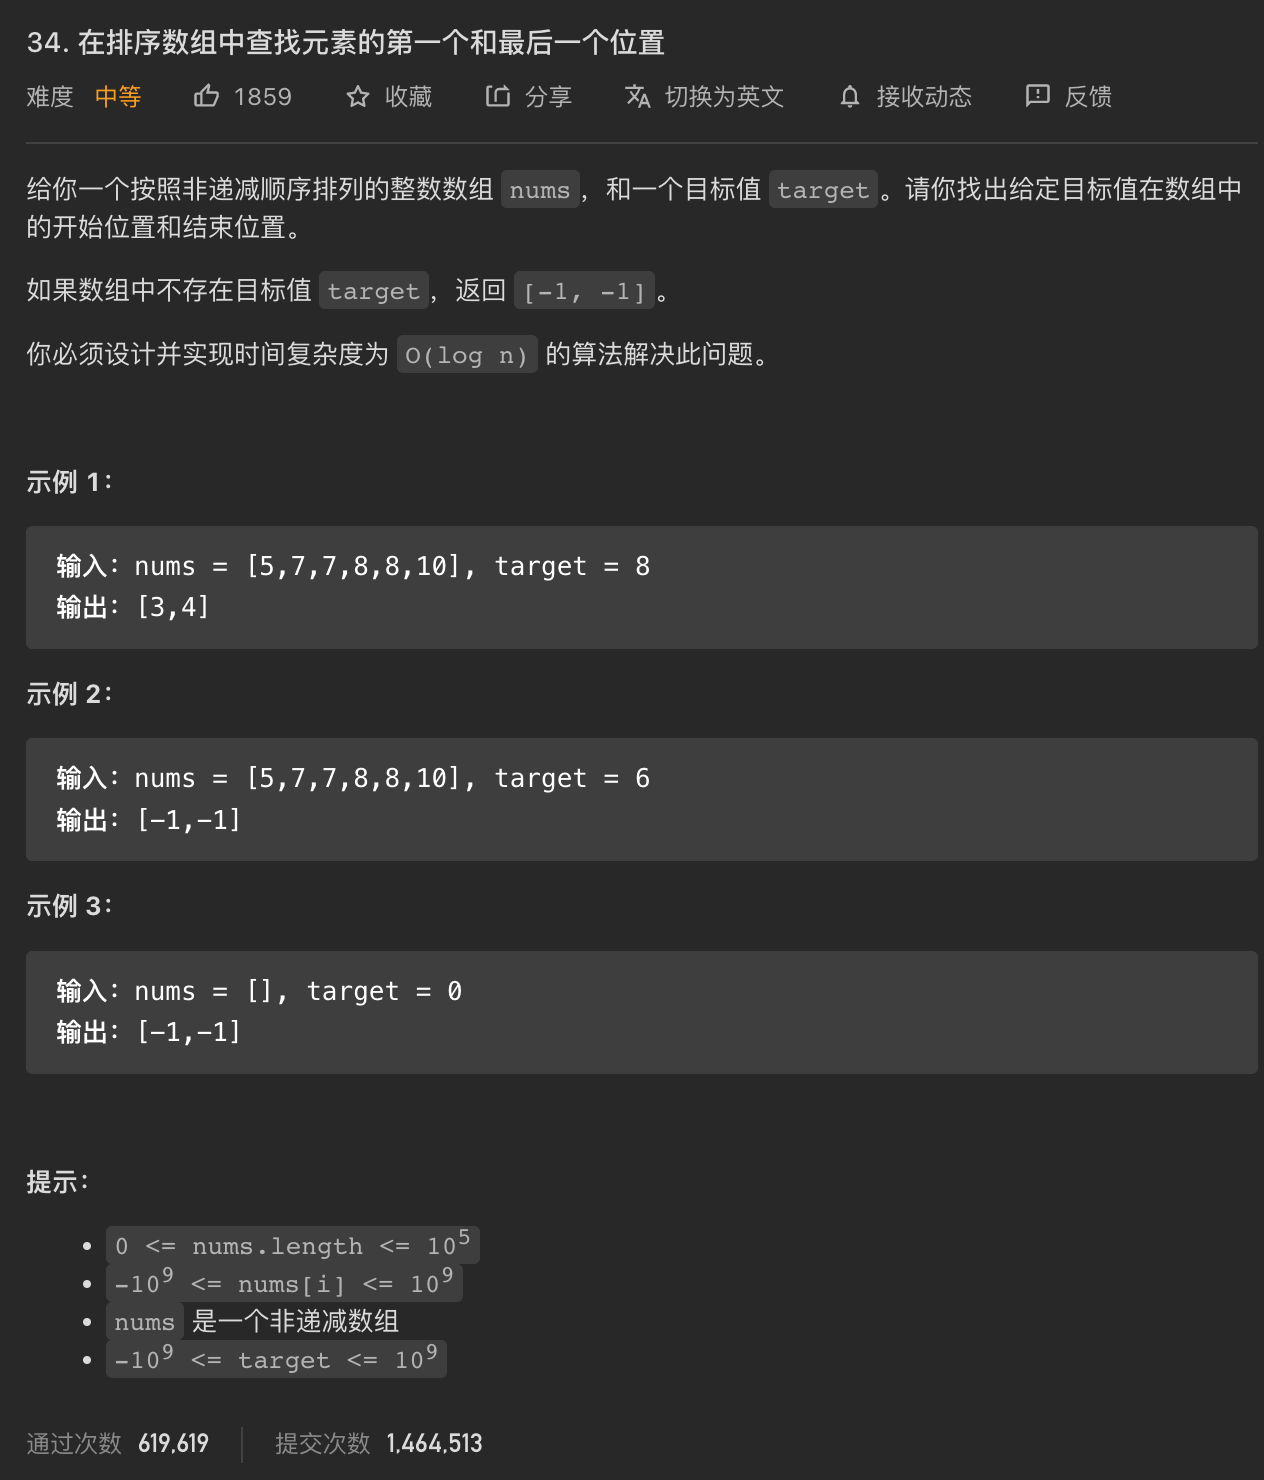 34. 在排序数组中查找元素的第一个和最后一个位置
难度 中等 1859 收藏 分享 切换为英文 接收动态 反馈
给你一个按照非递减顺序排列的整数数组 nums，和一个目标值 target。请你找出给定目标值在数组中
的开始位置和结束位置。
如果数组中不存在目标值 target，返回 [-1, -1]。
你必须设计并实现时间复杂度为 O(log n) 的算法解决此问题。
示例 1：
输入：nums = [5,7,7,8,8,10], target = 8
输出：[3,4]
示例 2：
输入：nums = [5,7,7,8,8,10], target = 6
输出：[-1,-1]
示例 3：
输入：nums = [], target = 0
输出：[-1,-1]
提示：
• 0 <= nums.length <= 10⁵
• -10⁹ <= nums[i] <= 10⁹
• nums 是一个非递减数组
• -10⁹ <= target <= 10⁹
通过次数 619,619 提交次数 1,464,513